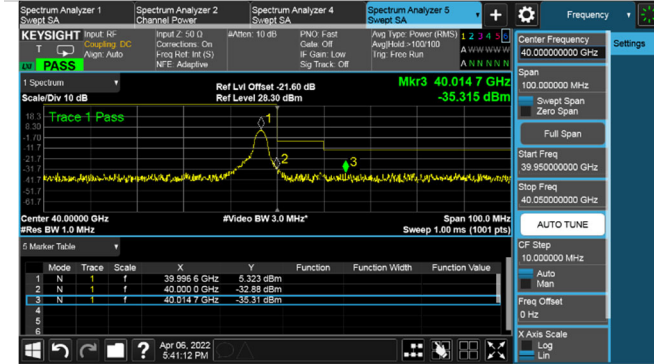 Spectrum Analyzer 1
Swept SA
Spectrum Analyzer 2
Channel Power
Spectrum Analyzer 4
Swept SA
Spectrum Analyzer 5
Swept SA
Frequency
KEYSIGHT
T
PASS
Input: RF
Coupling: DC
Align: Auto
Input Z: 50 Ω
Corrections: On
Freq Ref: Int (S)
NFE: Adaptive
#Atten: 10 dB
PNO: Fast
Gate: Off
IF Gain: Low
Sig Track: Off
Avg Type: Power (RMS)
Avg|Hold >100/100
Trig: Free Run
1 2 3 4 5 6
A W W W W W
A N N N N N
1 Spectrum
Scale/Div 10 dB
Ref Lvl Offset -21.60 dB
Ref Level 28.30 dBm
Mkr3 40.014 7 GHz
-35.315 dBm
Trace 1 Pass
18.3
8.30
-1.70
-11.7
-21.7
-31.7
-41.7
-51.7
-61.7
1
2
3
Center 40.00000 GHz
#Res BW 1.0 MHz
#Video BW 3.0 MHz*
Span 100.0 MHz
Sweep 1.00 ms (1001 pts)
5 Marker Table
Mode Trace Scale X Y Function Function Width Function Value
1 N 1 f 39.996 6 GHz 5.323 dBm
2 N 1 f 40.000 0 GHz -32.88 dBm
3 N 1 f 40.014 7 GHz -35.31 dBm
4
5
6
?
Apr 06, 2022
5:41:12 PM
Center Frequency
40.000000000 GHz
Settings
Span
100.000000 MHz
Swept Span
Zero Span
Full Span
Start Freq
39.950000000 GHz
Stop Freq
40.050000000 GHz
AUTO TUNE
CF Step
10.000000 MHz
Auto
Man
Freq Offset
0 Hz
X Axis Scale
Log
Lin